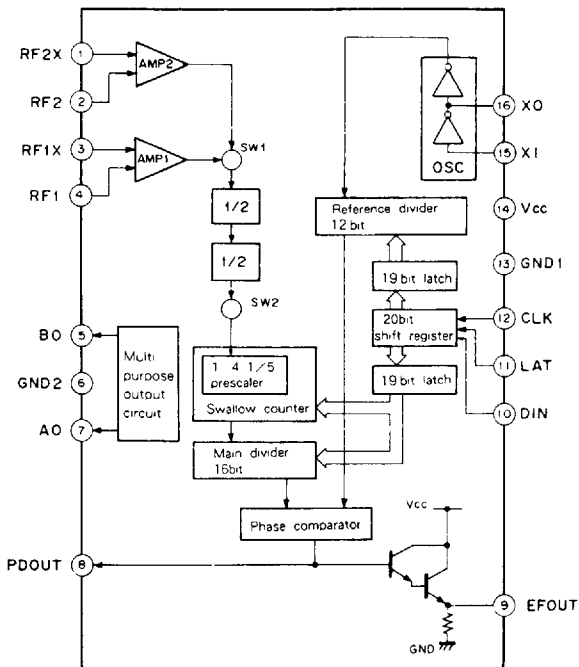 RF2X 1
RF2 2
AMP2
RF1X 3
RF1 4
AMP1
SW1
1/2
1/2
SW2
BO 5
GND2 6
AO 7
Multi
purpose
output
circuit
1 4 1/5
prescaler
Swallow counter
Main divider
16bit
Phase comparator
PDOUT 8
OSC
16 XO
15 XI
14 Vcc
Reference divider
12bit
13 GND1
19 bit latch
12 CLK
20bit
shift register
11 LAT
19 bit latch
10 DIN
Vcc
9 EFOUT
GND